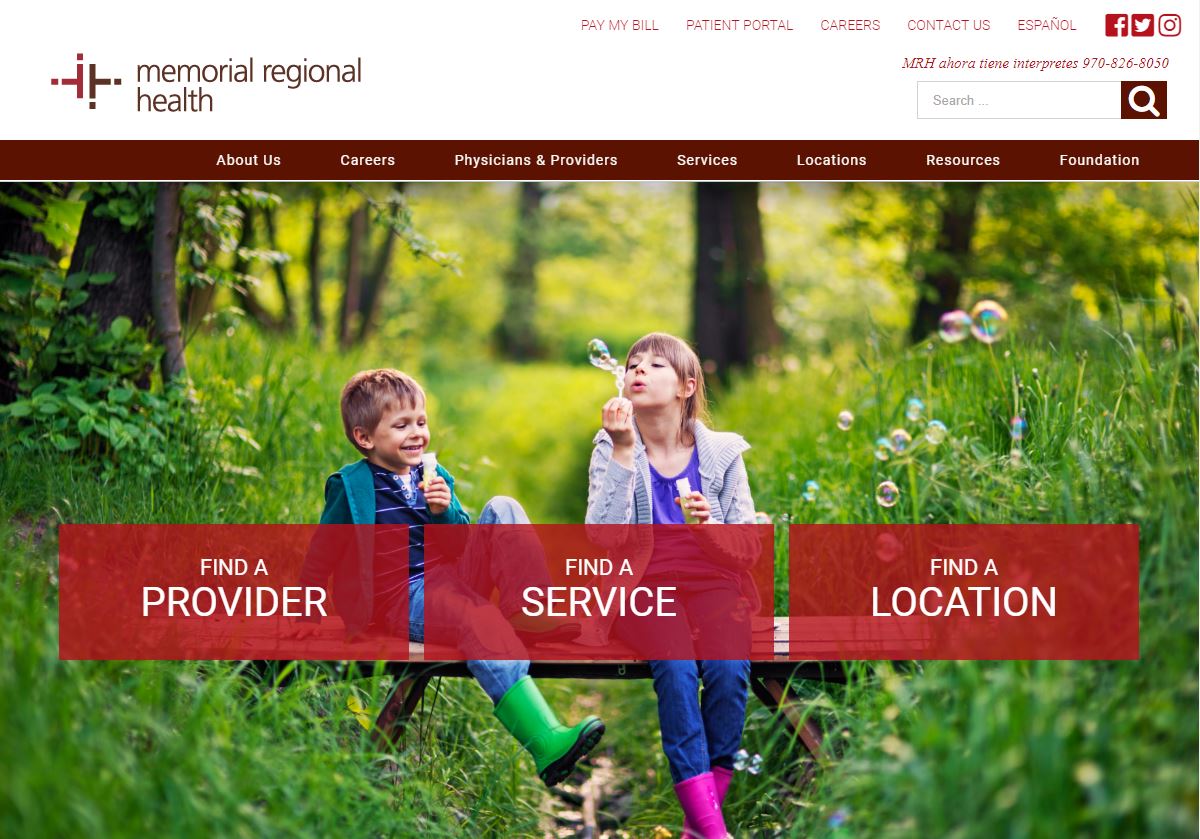 PAY MY BILL PATIENT PORTAL CAREERS CONTACT US ESPAÑOL
MRH ahora tiene interpretes 970-826-8050
memorial regional
health
Search ...
About Us Careers Physicians & Providers Services Locations Resources Foundation
FIND A
PROVIDER
FIND A
SERVICE
FIND A
LOCATION